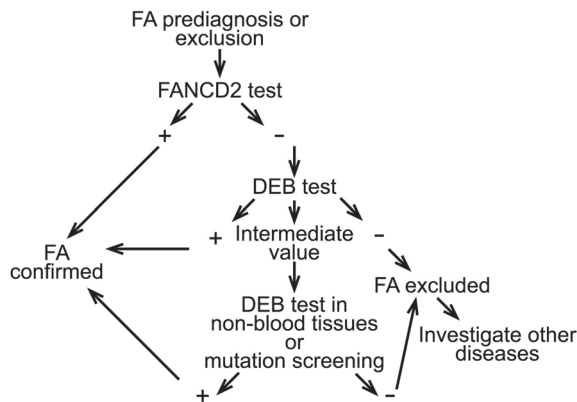 FA prediagnosis or
exclusion
FANCD2 test
+
-
DEB test
+
Intermediate
value
-
FA
confirmed
FA excluded
DEB test in
non-blood tissues
or
mutation screening
Investigate other
diseases
+
-